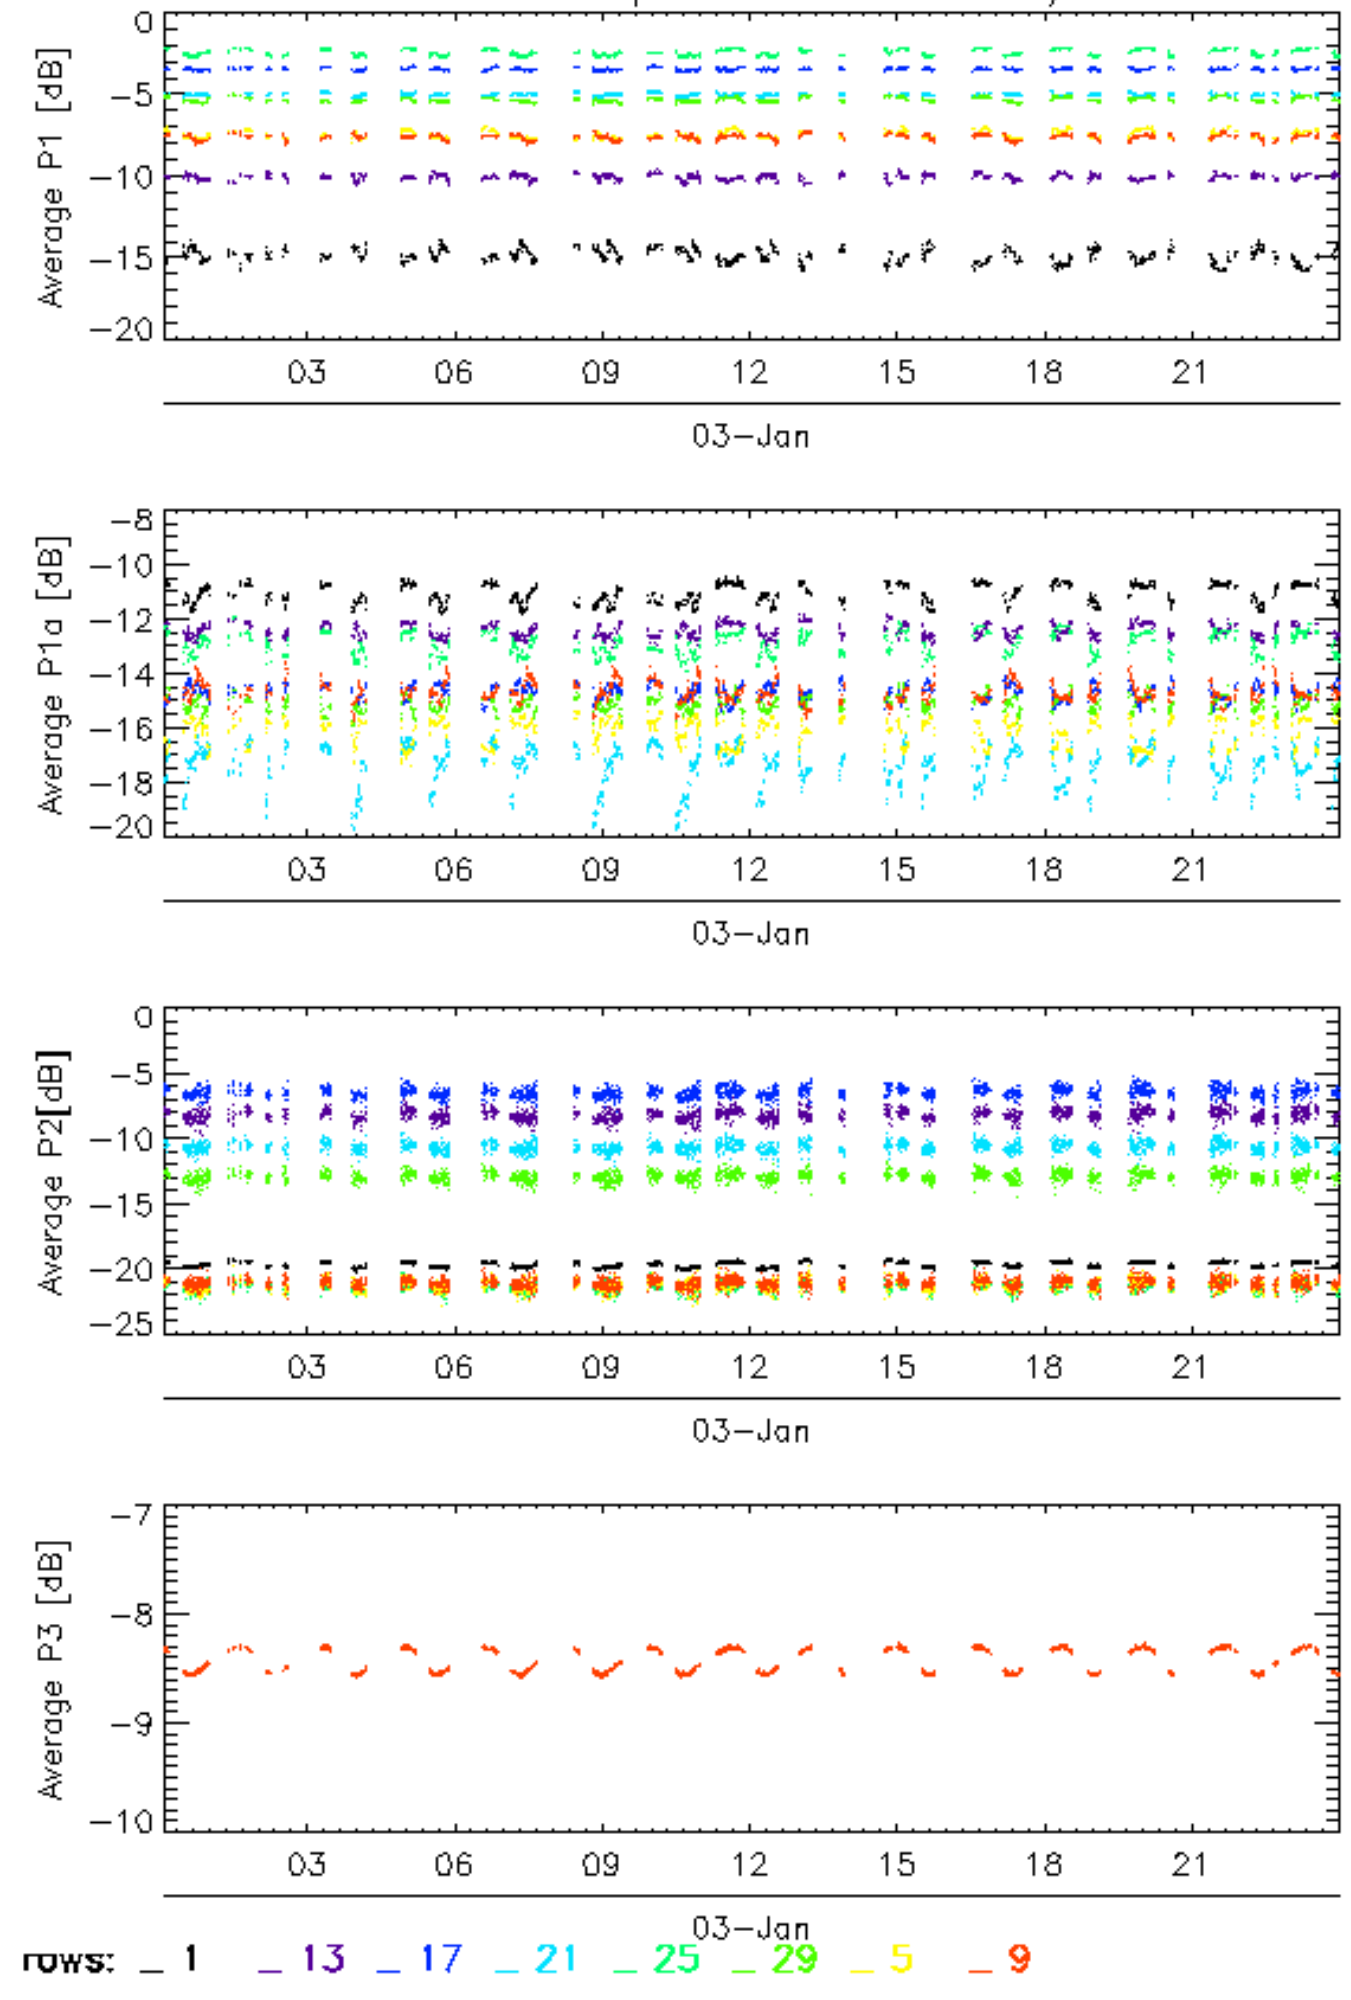 0
−5
−10
−15
−20
Average P1 [dB]
03 06 09 12 15 18 21
03−Jan
−8
−10
−12
−14
−16
−18
−20
Average P1a [dB]
03 06 09 12 15 18 21
03−Jan
0
−5
−10
−15
−20
−25
Average P2[dB]
03 06 09 12 15 18 21
03−Jan
−7
−8
−9
−10
Average P3 [dB]
03 06 09 12 15 18 21
03−Jan
rows: _ 1 _ 13 _ 17 _ 21 _ 25 _ 29 _ 5 _ 9